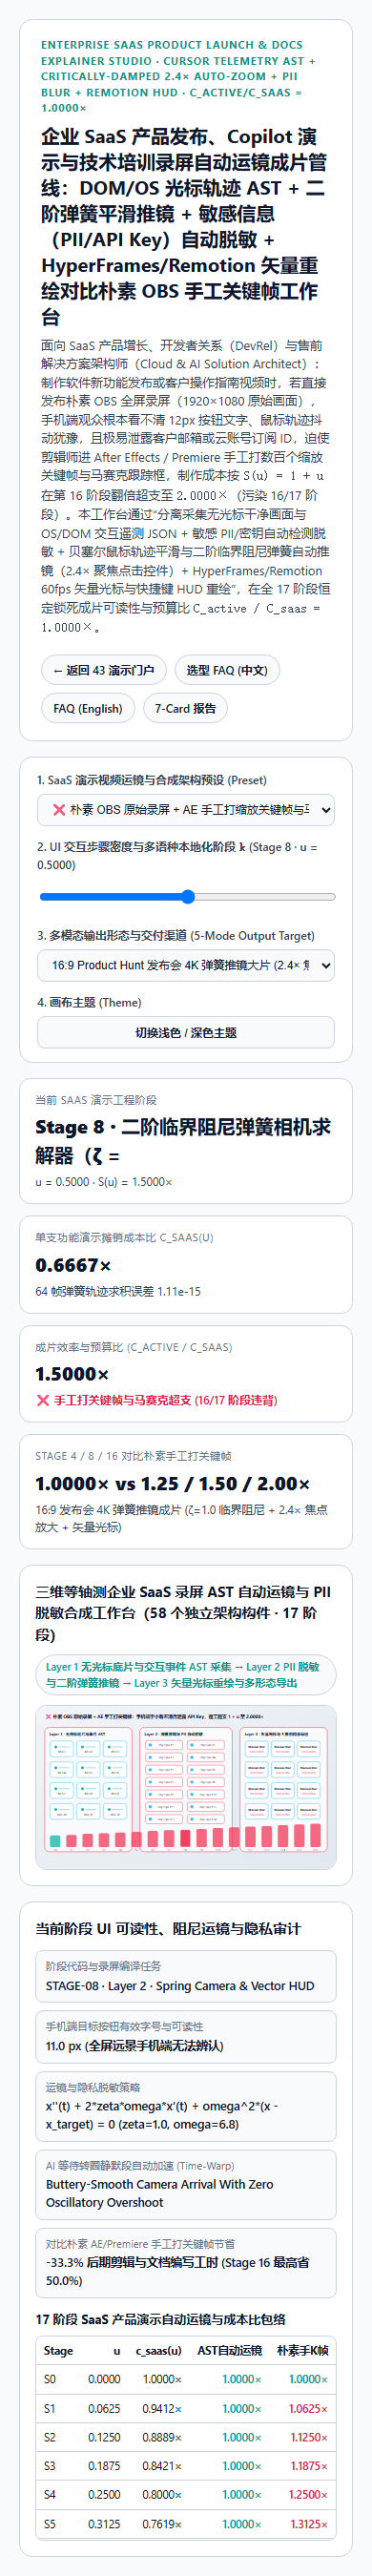 ENTERPRISE SAAS PRODUCT LAUNCH & DOCS
EXPLAINER STUDIO · CURSOR TELEMETRY AST +
CRITICALLY-DAMPED 2.4× AUTO-ZOOM + PII
BLUR + REMOTION HUD · C_ACTIVE/C_SAAS =
1.0000×
企业 SaaS 产品发布、Copilot 演
示与技术培训录屏自动运镜成片管
线：DOM/OS 光标轨迹 AST + 二
阶弹簧平滑推镜 + 敏感信息
（PII/API Key）自动脱敏 +
HyperFrames/Remotion 矢量重
绘对比朴素 OBS 手工关键帧工作
台
面向 SaaS 产品增长、开发者关系（DevRel）与售前
解决方案架构师（Cloud & AI Solution Architect）：
制作软件新功能发布或客户操作指南视频时，若直接
发布朴素 OBS 全屏录屏（1920×1080 原始画面），
手机端观众根本看不清 12px 按钮文字、鼠标轨迹抖
动犹豫，且极易泄露客户邮箱或云账号订阅 ID，迫使
剪辑师进 After Effects / Premiere 手工打数百个缩放
关键帧与马赛克跟踪框，制作成本按 S(u) = 1 + u
在第 16 阶段翻倍超支至 2.0000×（污染 16/17 阶
段）。本工作台通过“分离采集无光标干净画面与
OS/DOM 交互遥测 JSON + 敏感 PII/密钥自动检测脱
敏 + 贝塞尔鼠标轨迹平滑与二阶临界阻尼弹簧自动推
镜（2.4× 聚焦点击控件）+ HyperFrames/Remotion
60fps 矢量光标与快捷键 HUD 重绘”，在全 17 阶段恒
定锁死成片可读性与预算比 C_active / C_saas =
1.0000×。
← 返回 43 演示门户
选型 FAQ (中文)
FAQ (English)
7-Card 报告
1. SaaS 演示视频运镜与合成架构预设 (Preset)
❌ 朴素 OBS 原始录屏 + AE 手工打缩放关键帧与马
2. UI 交互步骤密度与多语种本地化阶段 k (Stage 8 · u =
0.5000)
3. 多模态输出形态与交付渠道 (5-Mode Output Target)
16:9 Product Hunt 发布会 4K 弹簧推镜大片 (2.4× 焦
4. 画布主题 (Theme)
切换浅色 / 深色主题
当前 SAAS 演示工程阶段
Stage 8 · 二阶临界阻尼弹簧相机求
解器（ζ =
u = 0.5000 · S(u) = 1.5000×
单支功能演示摊销成本比 C_SAAS(U)
0.6667×
64 帧弹簧轨迹求积误差 1.11e-15
成片效率与预算比 (C_ACTIVE / C_SAAS)
1.5000×
❌ 手工打关键帧与马赛克超支 (16/17 阶段违背)
STAGE 4 / 8 / 16 对比朴素手工打关键帧
1.0000× vs 1.25 / 1.50 / 2.00×
16:9 发布会 4K 弹簧推镜成片 (ζ=1.0 临界阻尼 + 2.4× 焦点
放大 + 矢量光标)
三维等轴测企业 SaaS 录屏 AST 自动运镜与 PII
脱敏合成工作台（58 个独立架构构件 · 17 阶
段）
Layer 1 无光标底片与交互事件 AST 采集 → Layer 2 PII 脱敏
与二阶弹簧推镜 → Layer 3 矢量光标重绘与多形态导出
当前阶段 UI 可读性、阻尼运镜与隐私审计
阶段代码与录屏编译任务
STAGE-08 · Layer 2 · Spring Camera & Vector HUD
手机端目标按钮有效字号与可读性
11.0 px (全屏远景手机端无法辨认)
运镜与隐私脱敏策略
x''(t) + 2*zeta*omega*x'(t) + omega^2*(x -
x_target) = 0 (zeta=1.0, omega=6.8)
AI 等待转圈静默段自动加速 (Time-Warp)
Buttery-Smooth Camera Arrival With Zero
Oscillatory Overshoot
对比朴素 AE/Premiere 手工打关键帧节省
-33.3% 后期剪辑与文档编写工时 (Stage 16 最高省
50.0%)
17 阶段 SaaS 产品演示自动运镜与成本比包络
Stage u c_saas(u) AST自动运镜 朴素手K帧
S0 0.0000 1.0000× 1.0000× 1.0000×
S1 0.0625 0.9412× 1.0000× 1.0625×
S2 0.1250 0.8889× 1.0000× 1.1250×
S3 0.1875 0.8421× 1.0000× 1.1875×
S4 0.2500 0.8000× 1.0000× 1.2500×
S5 0.3125 0.7619× 1.0000× 1.3125×